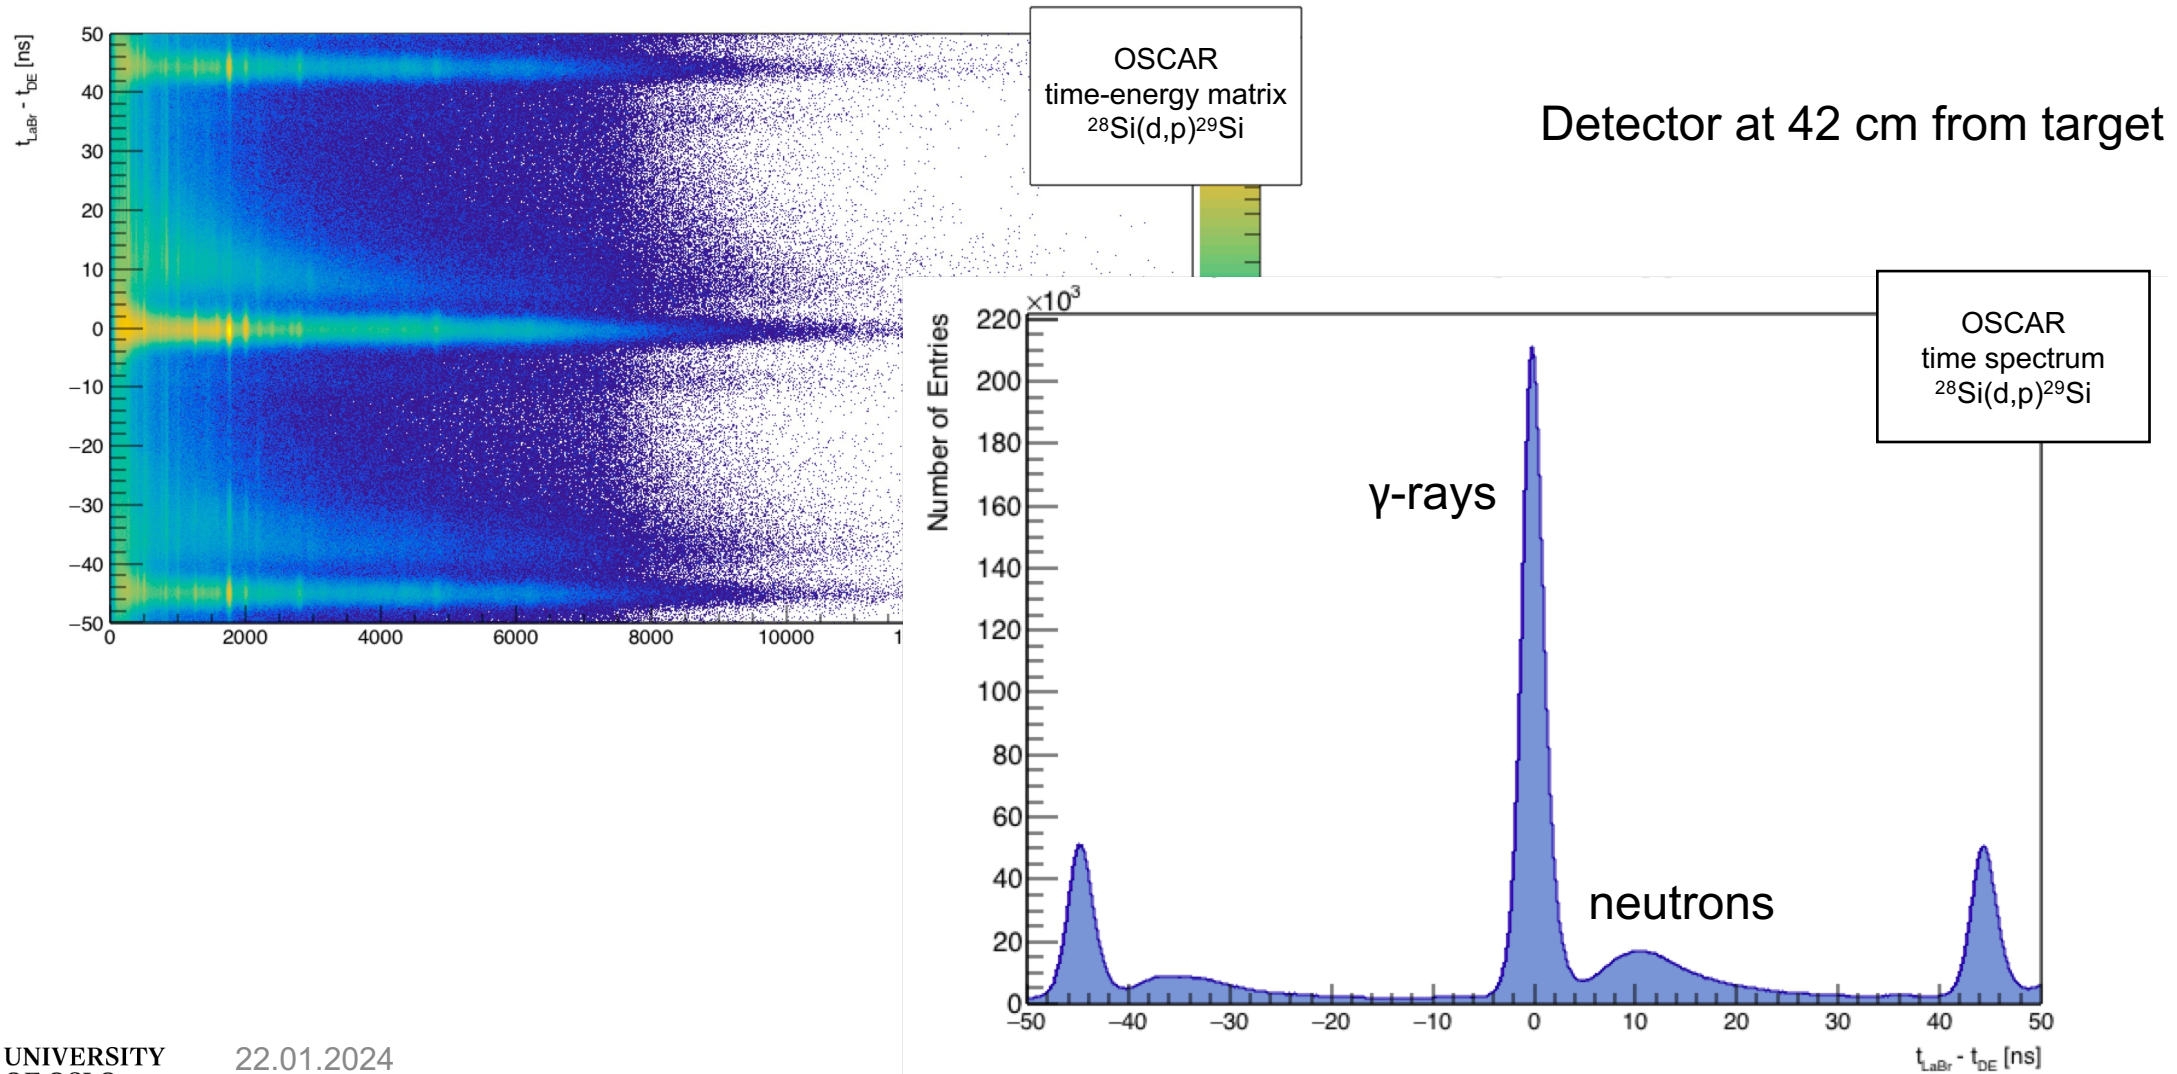 OSCAR
time-energy matrix
²⁸Si(d,p)²⁹Si
Detector at 42 cm from target
t_LaBr - t_DE [ns]
50
40
30
20
10
0
−10
−20
−30
−40
−50
0 2000 4000 6000 8000 10000 1
OSCAR
time spectrum
²⁸Si(d,p)²⁹Si
×10³
Number of Entries
220
200
180
160
140
120
100
80
60
40
20
0
γ-rays
neutrons
−50 −40 −30 −20 −10 0 10 20 30 40 50
t_LaBr - t_DE [ns]
UNIVERSITY
22.01.2024